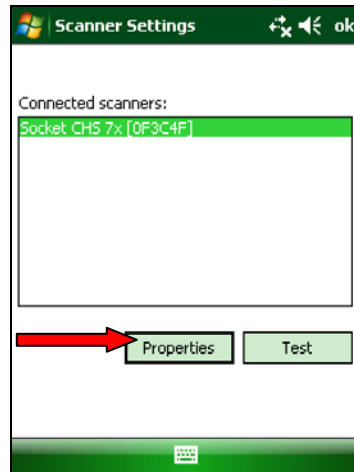 Scanner Settings ok
Connected scanners:
Socket CHS 7x [0F3C4F]
Properties Test